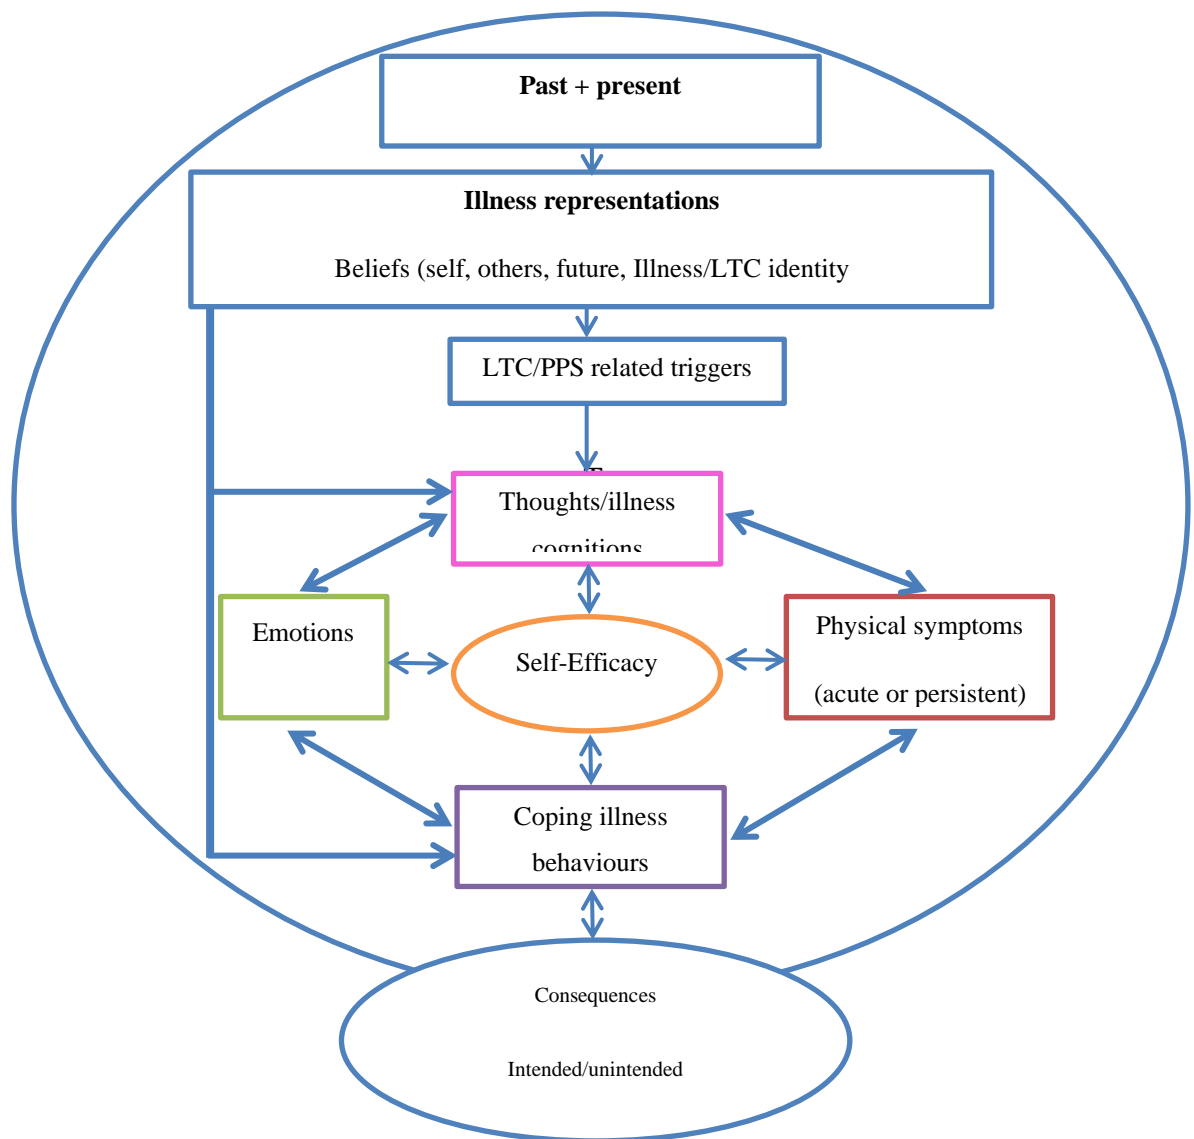 Past + present
Illness representations
Beliefs (self, others, future, Illness/LTC identity
LTC/PPS related triggers
Thoughts/illness
cognitions
Emotions
Self-Efficacy
Physical symptoms
(acute or persistent)
Coping illness
behaviours
Consequences
Intended/unintended